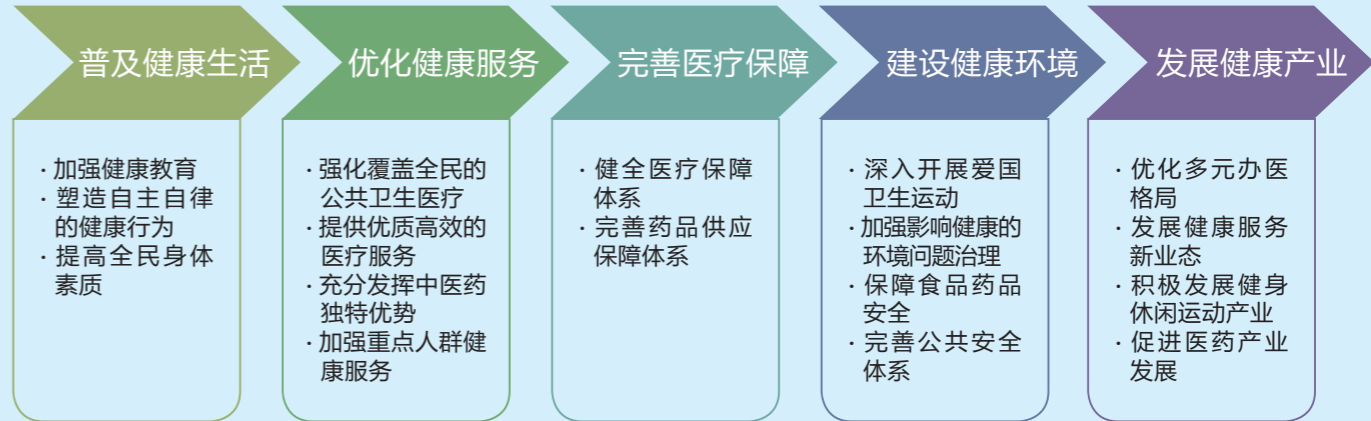 普及健康生活
· 加强健康教育
· 塑造自主自律
的健康行为
· 提高全民身体
素质
优化健康服务
· 强化覆盖全民的
公共卫生医疗
· 提供优质高效的
医疗服务
· 充分发挥中医药
独特优势
· 加强重点人群健
康服务
完善医疗保障
· 健全医疗保障
体系
· 完善药品供应
保障体系
建设健康环境
· 深入开展爱国
卫生运动
· 加强影响健康的
环境问题治理
· 保障食品药品
安全
· 完善公共安全
体系
发展健康产业
· 优化多元办医
格局
· 发展健康服务
新业态
· 积极发展健身
休闲运动产业
· 促进医药产业
发展